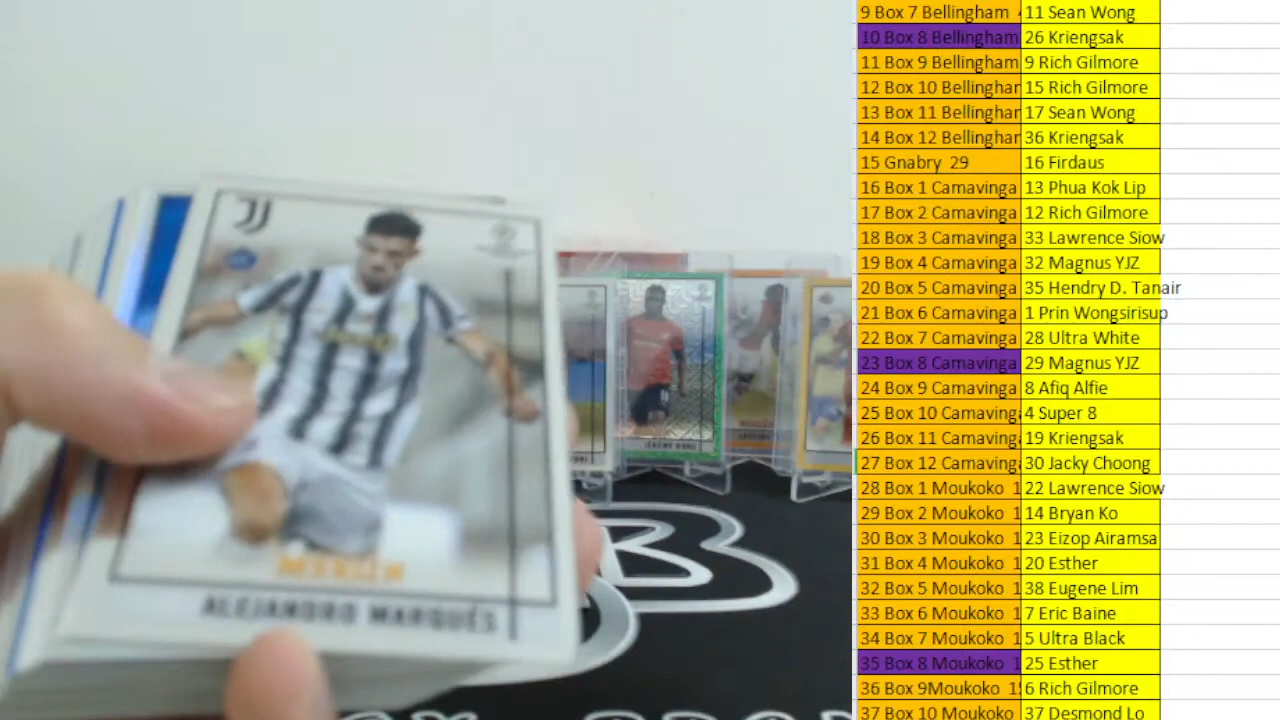 MERLIN
ALEJANDRO MARQUÉS
9 Box 7 Bellingham 11 Sean Wong
10 Box 8 Bellingham 26 Kriengsak
11 Box 9 Bellingham 9 Rich Gilmore
12 Box 10 Bellingham 15 Rich Gilmore
13 Box 11 Bellingham 17 Sean Wong
14 Box 12 Bellingham 36 Kriengsak
15 Gnabry 29 16 Firdaus
16 Box 1 Camavinga 13 Phua Kok Lip
17 Box 2 Camavinga 12 Rich Gilmore
18 Box 3 Camavinga 33 Lawrence Siow
19 Box 4 Camavinga 32 Magnus YJZ
20 Box 5 Camavinga 35 Hendry D. Tanair
21 Box 6 Camavinga 1 Prin Wongsirisup
22 Box 7 Camavinga 28 Ultra White
23 Box 8 Camavinga 29 Magnus YJZ
24 Box 9 Camavinga 8 Afiq Alfie
25 Box 10 Camavinga 4 Super 8
26 Box 11 Camavinga 19 Kriengsak
27 Box 12 Camavinga 30 Jacky Choong
28 Box 1 Moukoko 1 22 Lawrence Siow
29 Box 2 Moukoko 1 14 Bryan Ko
30 Box 3 Moukoko 1 23 Eizop Airamsa
31 Box 4 Moukoko 1 20 Esther
32 Box 5 Moukoko 1 38 Eugene Lim
33 Box 6 Moukoko 1 7 Eric Baine
34 Box 7 Moukoko 1 5 Ultra Black
35 Box 8 Moukoko 1 25 Esther
36 Box 9Moukoko 6 Rich Gilmore
37 Box 10 Moukoko 37 Desmond Lo